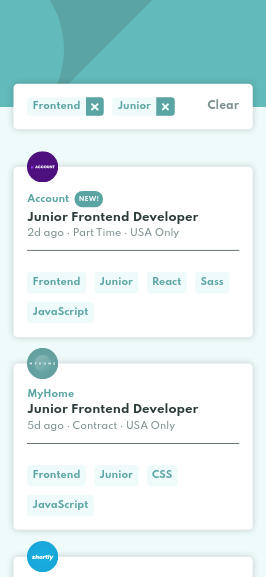 Frontend Junior Clear
ACCOUNT
Account NEW!
Junior Frontend Developer
2d ago · Part Time · USA Only
Frontend Junior React Sass
JavaScript
MYHOME
MyHome
Junior Frontend Developer
5d ago · Contract · USA Only
Frontend Junior CSS
JavaScript
shortly